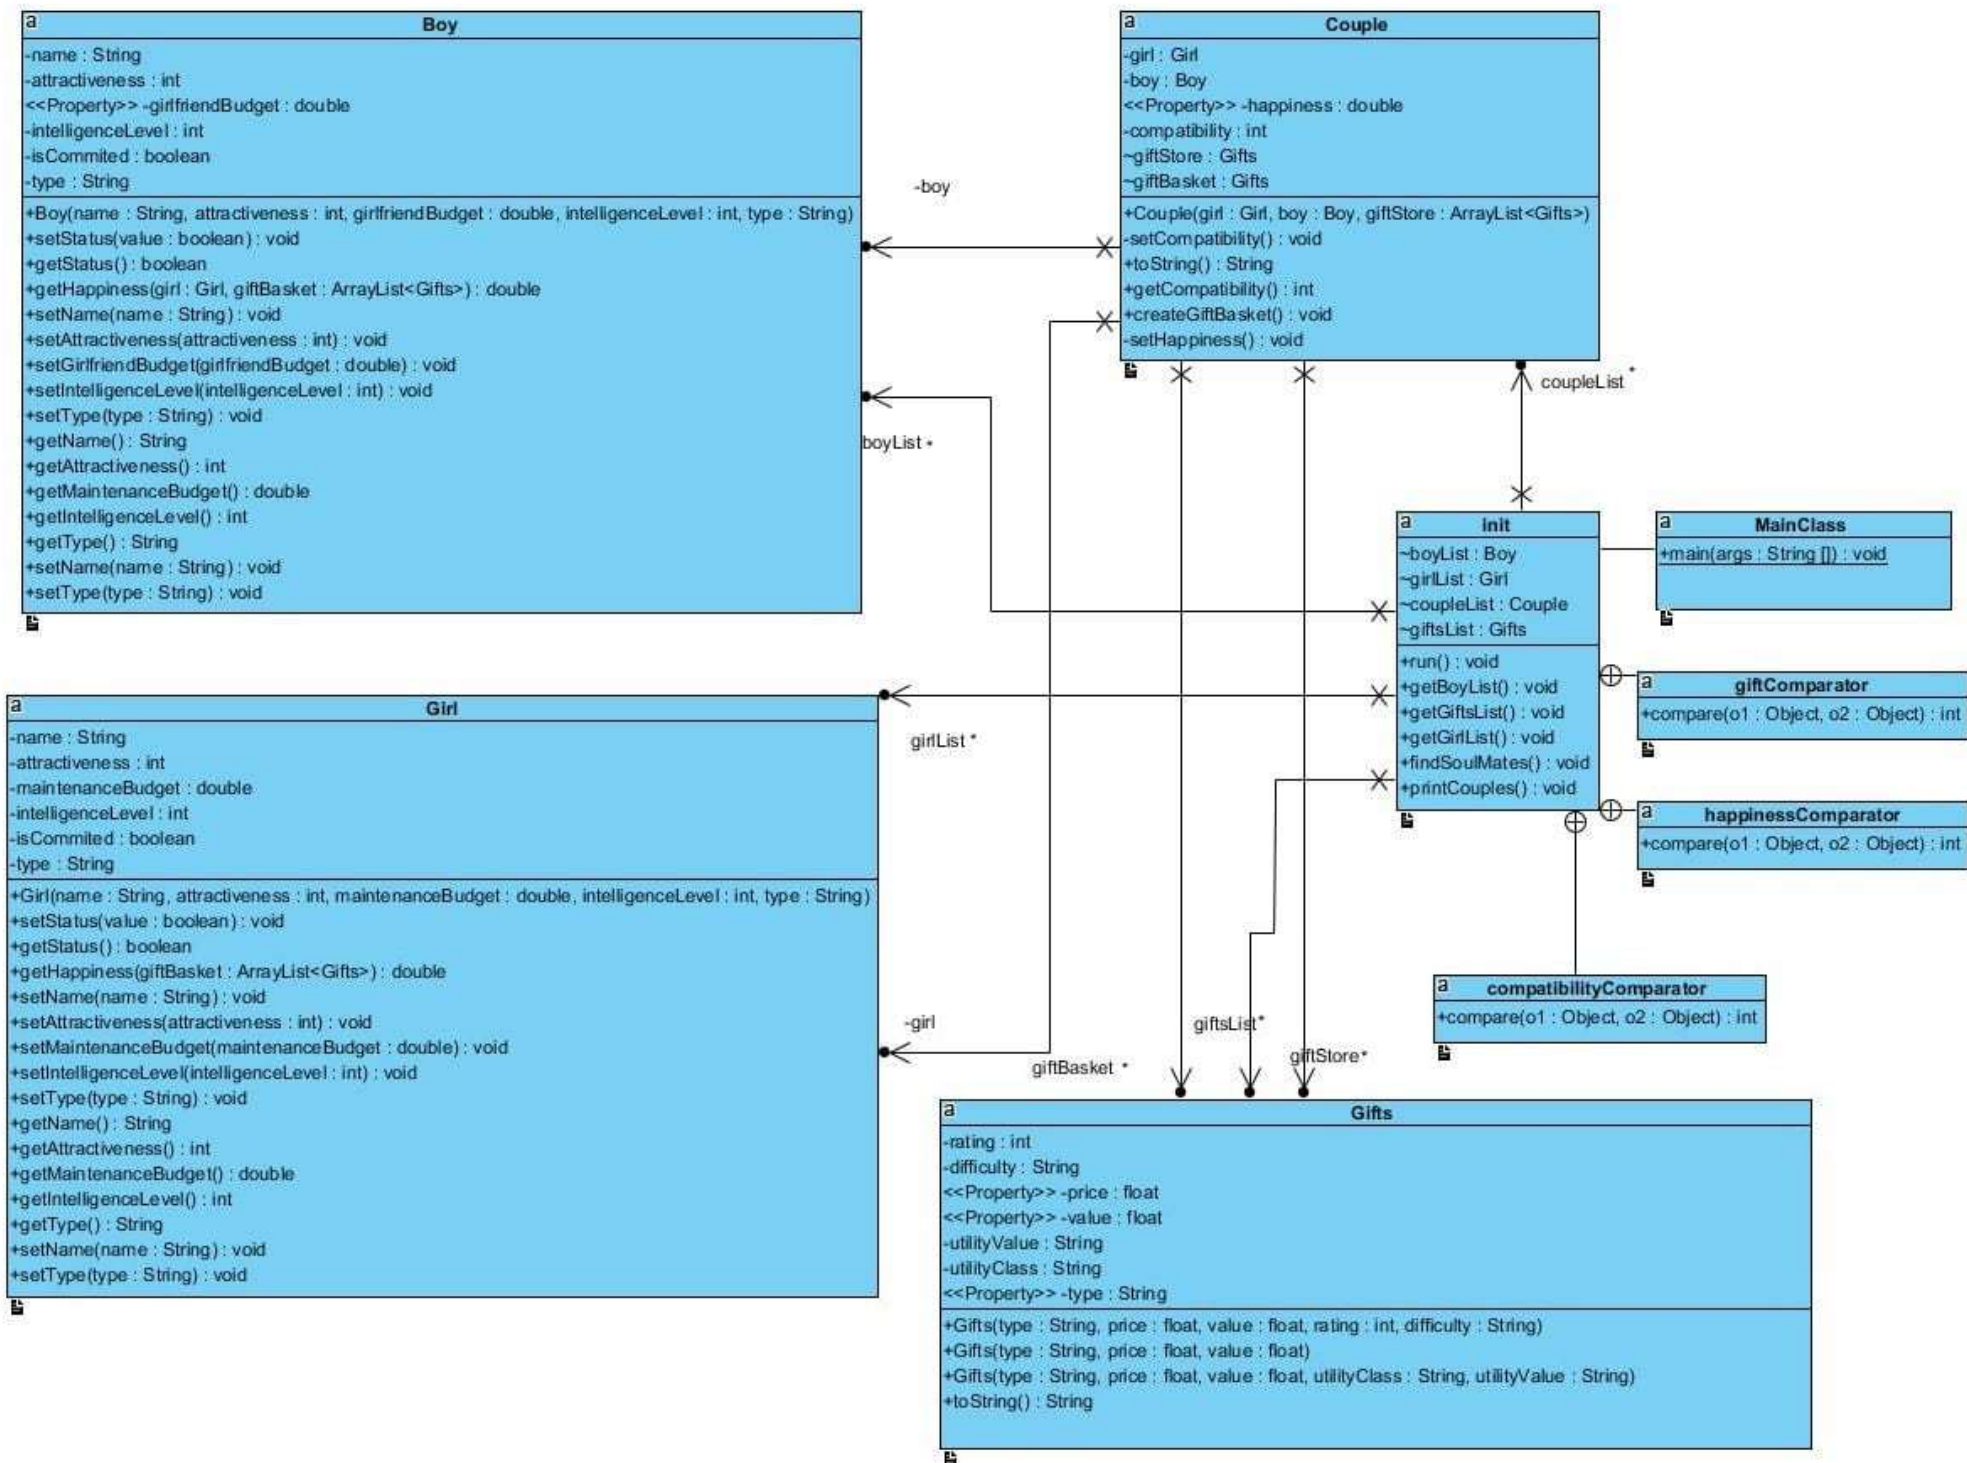 a
Boy
-name : String
-attractiveness : int
<<Property>> -girlfriendBudget : double
-intelligenceLevel : int
-isCommited : boolean
-type : String
+Boy(name : String, attractiveness : int, girlfriendBudget : double, intelligenceLevel : int, type : String)
+setStatus(value : boolean) : void
+getStatus() : boolean
+getHappiness(girl : Girl, giftBasket : ArrayList<Gifts>) : double
+setName(name : String) : void
+setAttractiveness(attractiveness : int) : void
+setGirlfriendBudget(girlfriendBudget : double) : void
+setIntelligenceLevel(intelligenceLevel : int) : void
+setType(type : String) : void
+getName() : String
+getAttractiveness() : int
+getMaintenanceBudget() : double
+getIntelligenceLevel() : int
+getType() : String
+setName(name : String) : void
+setType(type : String) : void
-boy
boyList *
a
Couple
-girl : Girl
-boy : Boy
<<Property>> -happiness : double
-compatibility : int
~giftStore : Gifts
~giftBasket : Gifts
+Couple(girl : Girl, boy : Boy, giftStore : ArrayList<Gifts>)
-setCompatibility() : void
+toString() : String
+getCompatibility() : int
+createGiftBasket() : void
-setHappiness() : void
coupleList *
a
init
~boyList : Boy
~girlList : Girl
~coupleList : Couple
~giftsList : Gifts
+run() : void
+getBoyList() : void
+getGiftsList() : void
+getGirlList() : void
+findSoulMates() : void
+printCouples() : void
a
MainClass
+main(args : String []) : void
a
giftComparator
+compare(o1 : Object, o2 : Object) : int
a
happinessComparator
+compare(o1 : Object, o2 : Object) : int
a
compatibilityComparator
+compare(o1 : Object, o2 : Object) : int
a
Girl
-name : String
-attractiveness : int
-maintenanceBudget : double
-intelligenceLevel : int
-isCommited : boolean
-type : String
+Girl(name : String, attractiveness : int, maintenanceBudget : double, intelligenceLevel : int, type : String)
+setStatus(value : boolean) : void
+getStatus() : boolean
+getHappiness(giftBasket : ArrayList<Gifts>) : double
+setName(name : String) : void
+setAttractiveness(attractiveness : int) : void
+setMaintenanceBudget(maintenanceBudget : double) : void
+setIntelligenceLevel(intelligenceLevel : int) : void
+setType(type : String) : void
+getName() : String
+getAttractiveness() : int
+getMaintenanceBudget() : double
+getIntelligenceLevel() : int
+getType() : String
+setName(name : String) : void
+setType(type : String) : void
girlList *
-girl
giftBasket *
giftsList*
giftStore*
a
Gifts
-rating : int
-difficulty : String
<<Property>> -price : float
<<Property>> -value : float
-utilityValue : String
-utilityClass : String
<<Property>> -type : String
+Gifts(type : String, price : float, value : float, rating : int, difficulty : String)
+Gifts(type : String, price : float, value : float)
+Gifts(type : String, price : float, value : float, utilityClass : String, utilityValue : String)
+toString() : String